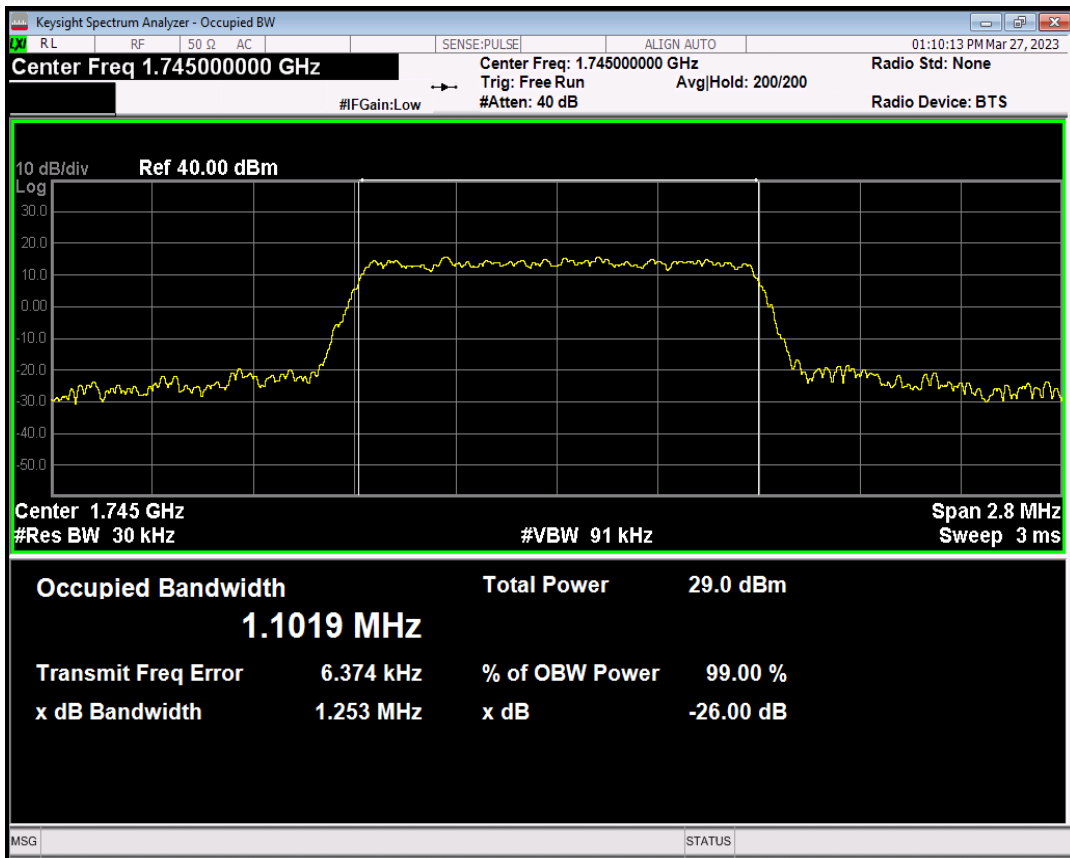 Keysight Spectrum Analyzer - Occupied BW
LXI RL RF 50 Ω AC SENSE:PULSE ALIGN AUTO 01:10:13 PM Mar 27, 2023
Center Freq 1.745000000 GHz Center Freq: 1.745000000 GHz Radio Std: None
Trig: Free Run Avg|Hold: 200/200
#IFGain:Low #Atten: 40 dB Radio Device: BTS
10 dB/div Ref 40.00 dBm
Log
30.0
20.0
10.0
0.00
-10.0
-20.0
-30.0
-40.0
-50.0
Center 1.745 GHz Span 2.8 MHz
#Res BW 30 kHz #VBW 91 kHz Sweep 3 ms
Occupied Bandwidth Total Power 29.0 dBm
1.1019 MHz
Transmit Freq Error 6.374 kHz % of OBW Power 99.00 %
x dB Bandwidth 1.253 MHz x dB -26.00 dB
MSG STATUS